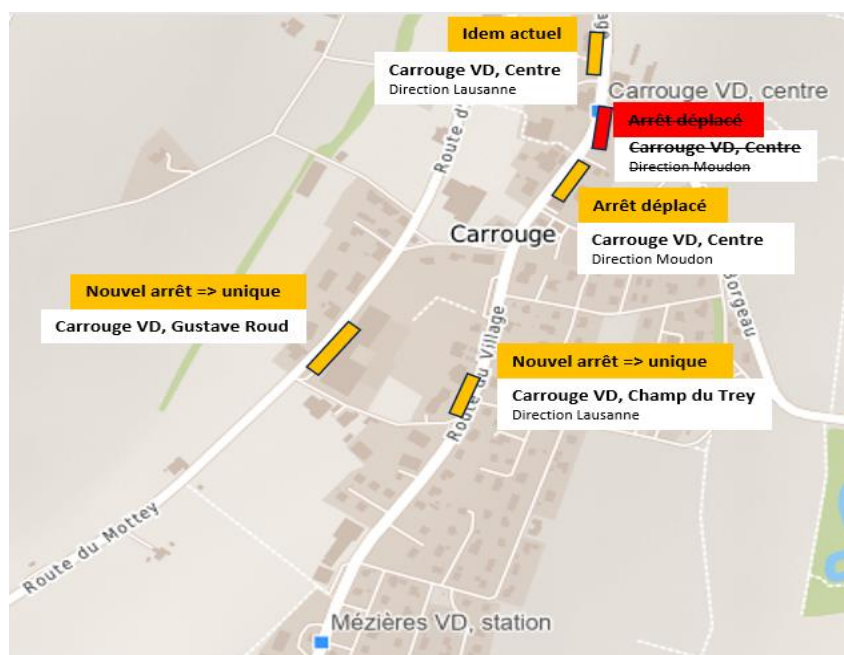 Idem actuel
Carrouge VD, Centre
Direction Lausanne
Carrouge VD, centre
Arrêt déplacé
Carrouge VD, Centre
Direction Moudon
Route d'
Arrêt déplacé
Carrouge VD, Centre
Direction Moudon
Carrouge
Borgeau
Nouvel arrêt => unique
Carrouge VD, Gustave Roud
Route du Village
Nouvel arrêt => unique
Carrouge VD, Champ du Trey
Direction Lausanne
Route du Mottey
Mézières VD, station